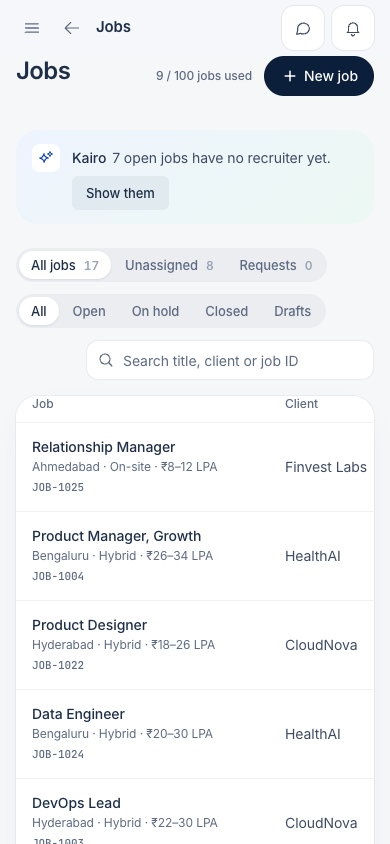 Jobs
Jobs
9 / 100 jobs used
New job
Kairo 7 open jobs have no recruiter yet.
Show them
All jobs 17 Unassigned 8 Requests 0
All Open On hold Closed Drafts
Search title, client or job ID
Job Client
Relationship Manager
Ahmedabad · On-site · ₹8–12 LPA
Finvest Labs
JOB-1025
Product Manager, Growth
Bengaluru · Hybrid · ₹26–34 LPA
HealthAI
JOB-1004
Product Designer
Hyderabad · Hybrid · ₹18–26 LPA
CloudNova
JOB-1022
Data Engineer
Bengaluru · Hybrid · ₹20–30 LPA
HealthAI
JOB-1024
DevOps Lead
Hyderabad · Hybrid · ₹22–30 LPA
CloudNova
JOB-1003